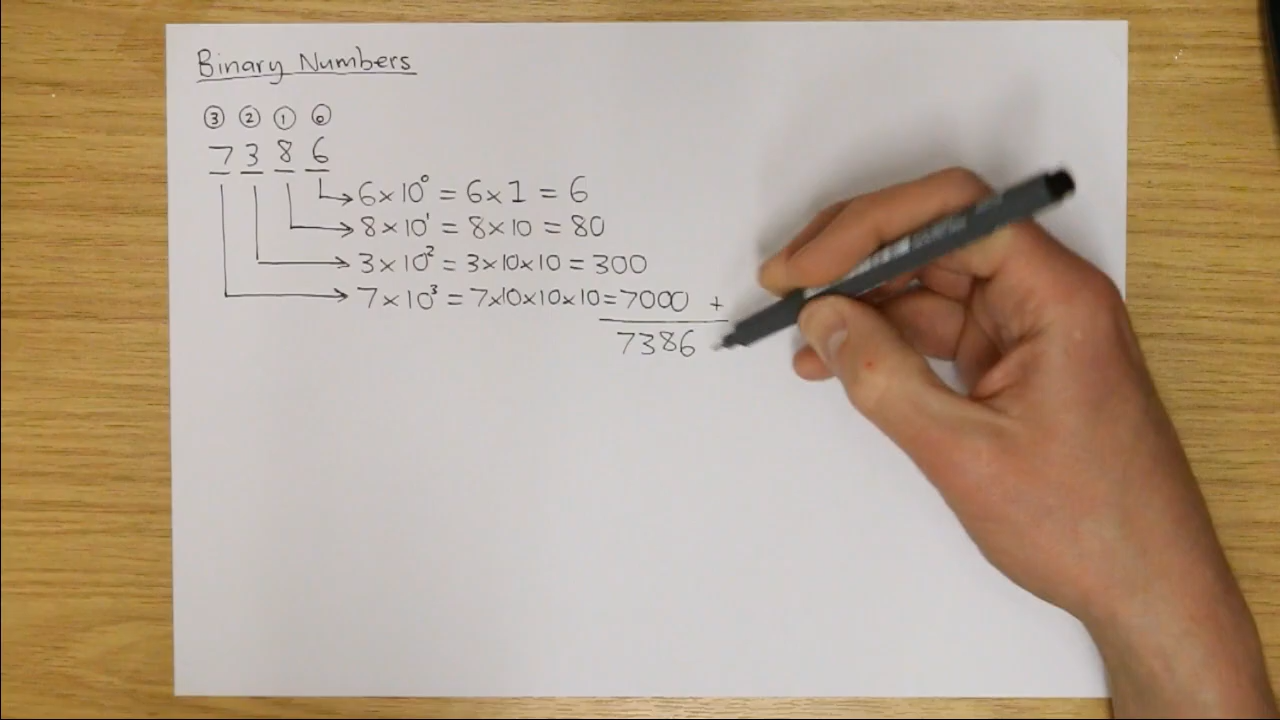 Binary Numbers
③ ② ① ⓪
7 3 8 6
6×10⁰ = 6×1 = 6
8×10¹ = 8×10 = 80
3×10² = 3×10×10 = 300
7×10³ = 7×10×10×10=7000 +
7386